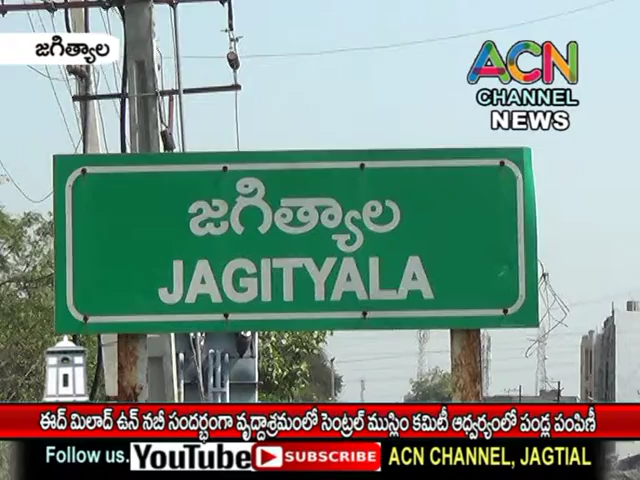 జగిత్యాల
ACN
CHANNEL
NEWS
జగిత్యాల
JAGITYALA
ఈద్ మిలాద్ ఉన్ నబీ సందర్భంగా వృద్దాశ్రమంలో సెంట్రల్ ముస్లిం కమిటీ ఆధ్వర్యంలో పండ్ల పంపిణీ
Follow us. YouTube SUBSCRIBE ACN CHANNEL, JAGTIAL